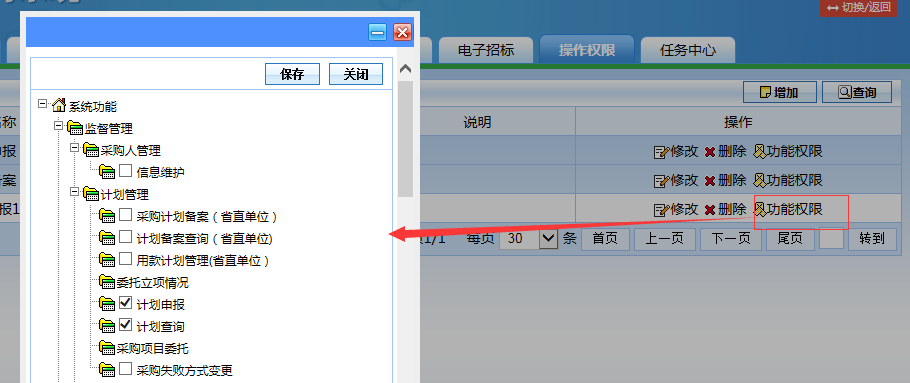 切换/返回
电子招标 操作权限 任务中心
保存 关闭
增加 查询
系统功能
监督管理
采购人管理
信息维护
计划管理
采购计划备案（省直单位）
计划备案查询（省直单位)
用款计划管理(省直单位）
委托立项情况
计划申报
计划查询
采购项目委托
采购失败方式变更
名称 说明 操作
申报 修改 删除 功能权限
备案 修改 删除 功能权限
报1 修改 删除 功能权限
1/1 每页 30 条 首页 上一页 下一页 尾页 转到